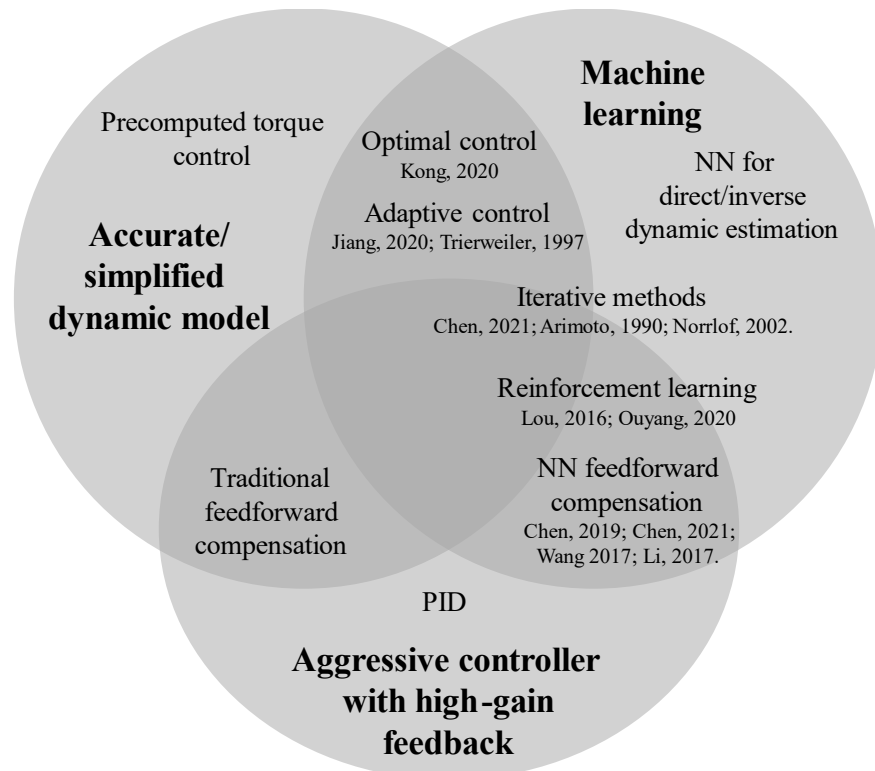 Machine
learning
Precomputed torque
control
Optimal control
Kong, 2020
Adaptive control
Jiang, 2020; Trierweiler, 1997
NN for
direct/inverse
dynamic estimation
Accurate/
simplified
dynamic model
Iterative methods
Chen, 2021; Arimoto, 1990; Norrlof, 2002.
Reinforcement learning
Lou, 2016; Ouyang, 2020
Traditional
feedforward
compensation
NN feedforward
compensation
Chen, 2019; Chen, 2021;
Wang 2017; Li, 2017.
PID
Aggressive controller
with high-gain
feedback